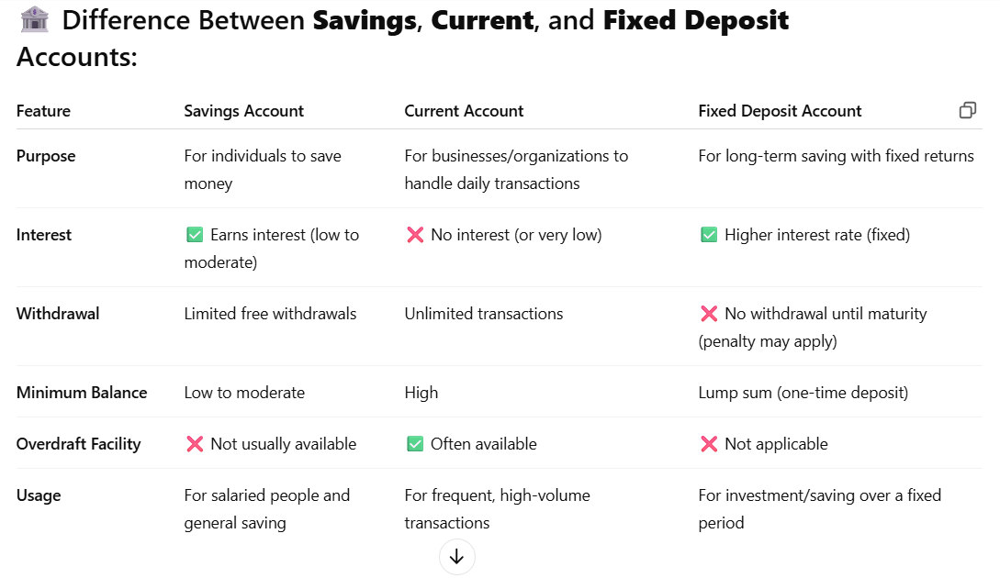 🏦 Difference Between Savings, Current, and Fixed Deposit
Accounts:
Feature Savings Account Current Account Fixed Deposit Account
Purpose For individuals to save money For businesses/organizations to handle daily transactions For long-term saving with fixed returns
Interest ✅ Earns interest (low to moderate) ❌ No interest (or very low) ✅ Higher interest rate (fixed)
Withdrawal Limited free withdrawals Unlimited transactions ❌ No withdrawal until maturity (penalty may apply)
Minimum Balance Low to moderate High Lump sum (one-time deposit)
Overdraft Facility ❌ Not usually available ✅ Often available ❌ Not applicable
Usage For salaried people and general saving For frequent, high-volume transactions For investment/saving over a fixed period